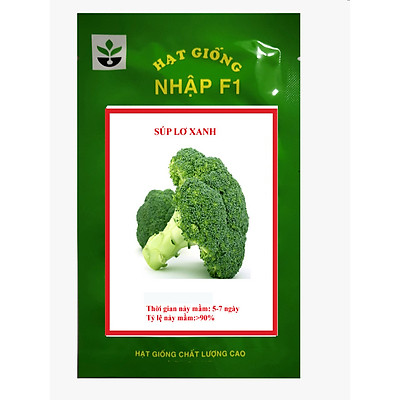 HẠT GIỐNG
NHẬP F1
SÚP LƠ XANH
Thời gian nảy mầm: 5-7 ngày
Tỷ lệ nảy mầm:>90%
HẠT GIỐNG CHẤT LƯỢNG CAO